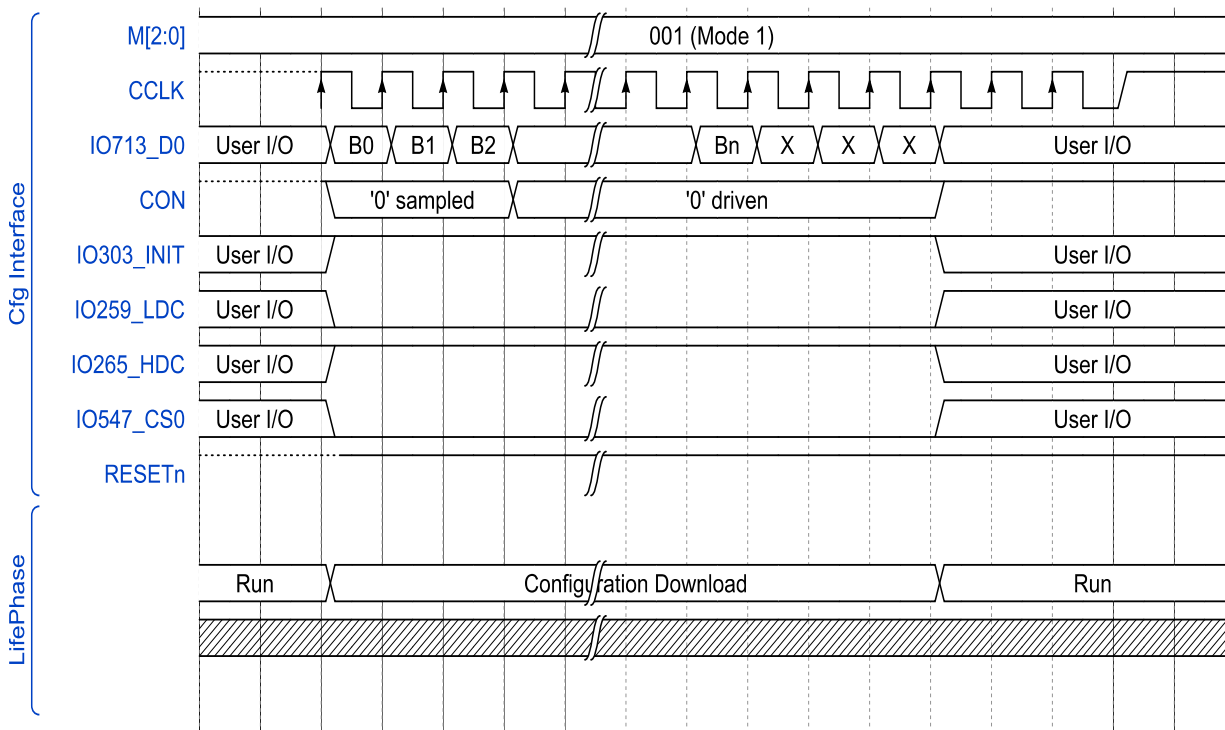 Cfg Interface
M[2:0] 001 (Mode 1)
CCLK
IO713_D0 User I/O B0 B1 B2 Bn X X X User I/O
CON '0' sampled '0' driven
IO303_INIT User I/O User I/O
IO259_LDC User I/O User I/O
IO265_HDC User I/O User I/O
IO547_CS0 User I/O User I/O
RESETn
LifePhase
Run Configuration Download Run